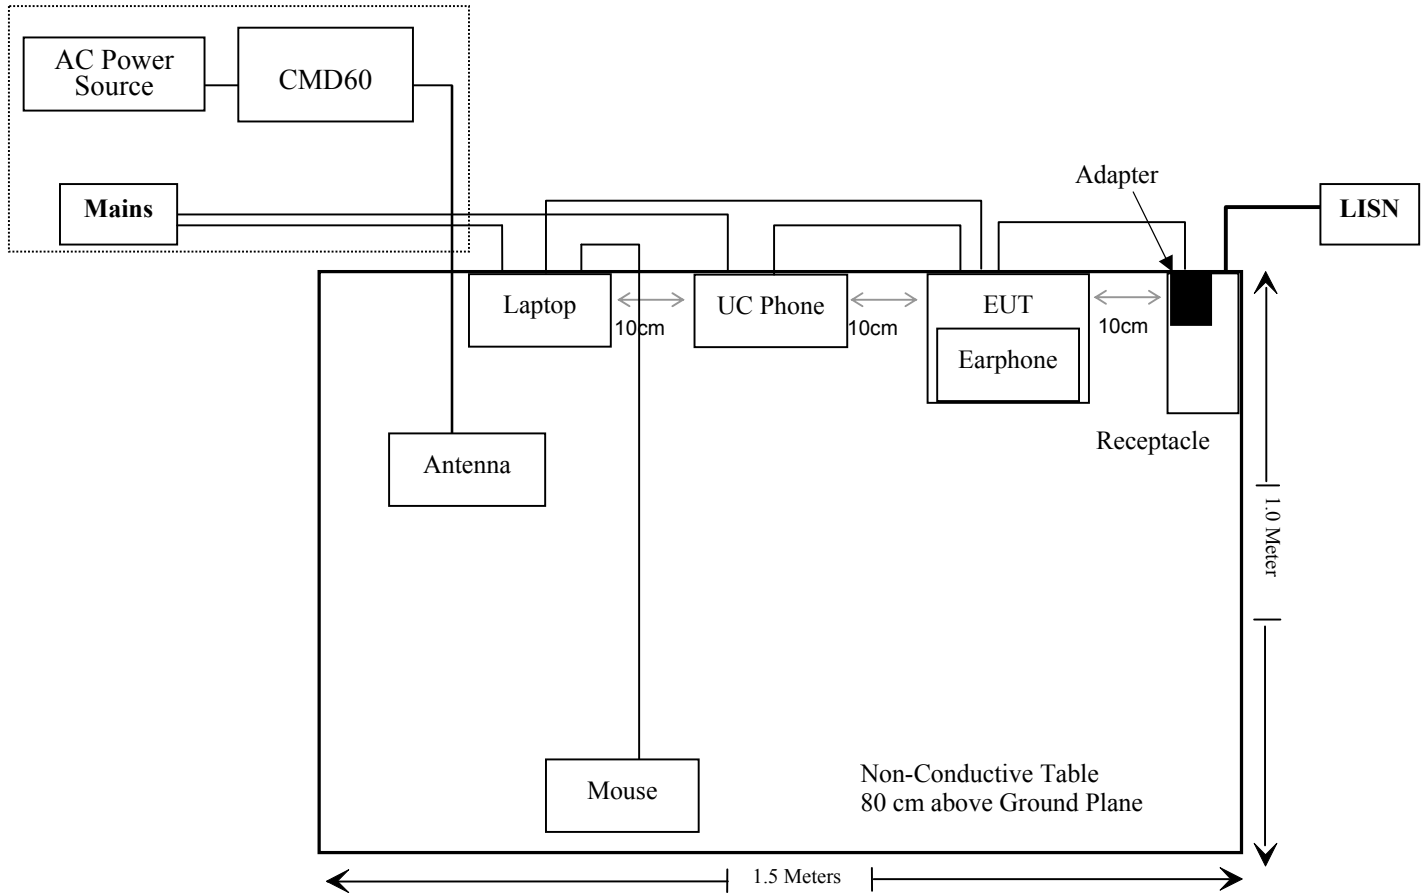 AC Power
Source
CMD60
Mains
Adapter
LISN
Laptop
10cm
UC Phone
10cm
EUT
Earphone
10cm
Receptacle
Antenna
1.0 Meter
Mouse
Non-Conductive Table
80 cm above Ground Plane
1.5 Meters